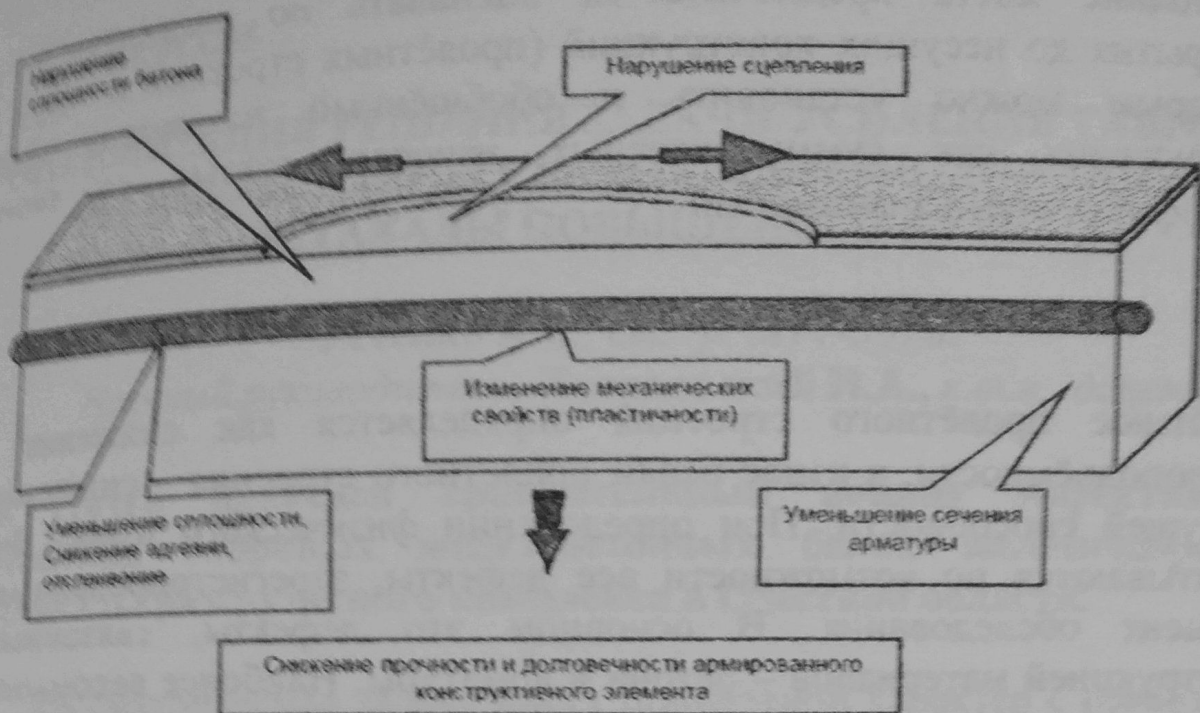 Нарушение
сплошности бетона
Нарушение сцепления
Изменение механических
свойств (пластичности)
Уменьшение сплошности,
Снижение адгезии,
отслаивание
Уменьшение сечения
арматуры
Снижение прочности и долговечности армированного
конструктивного элемента